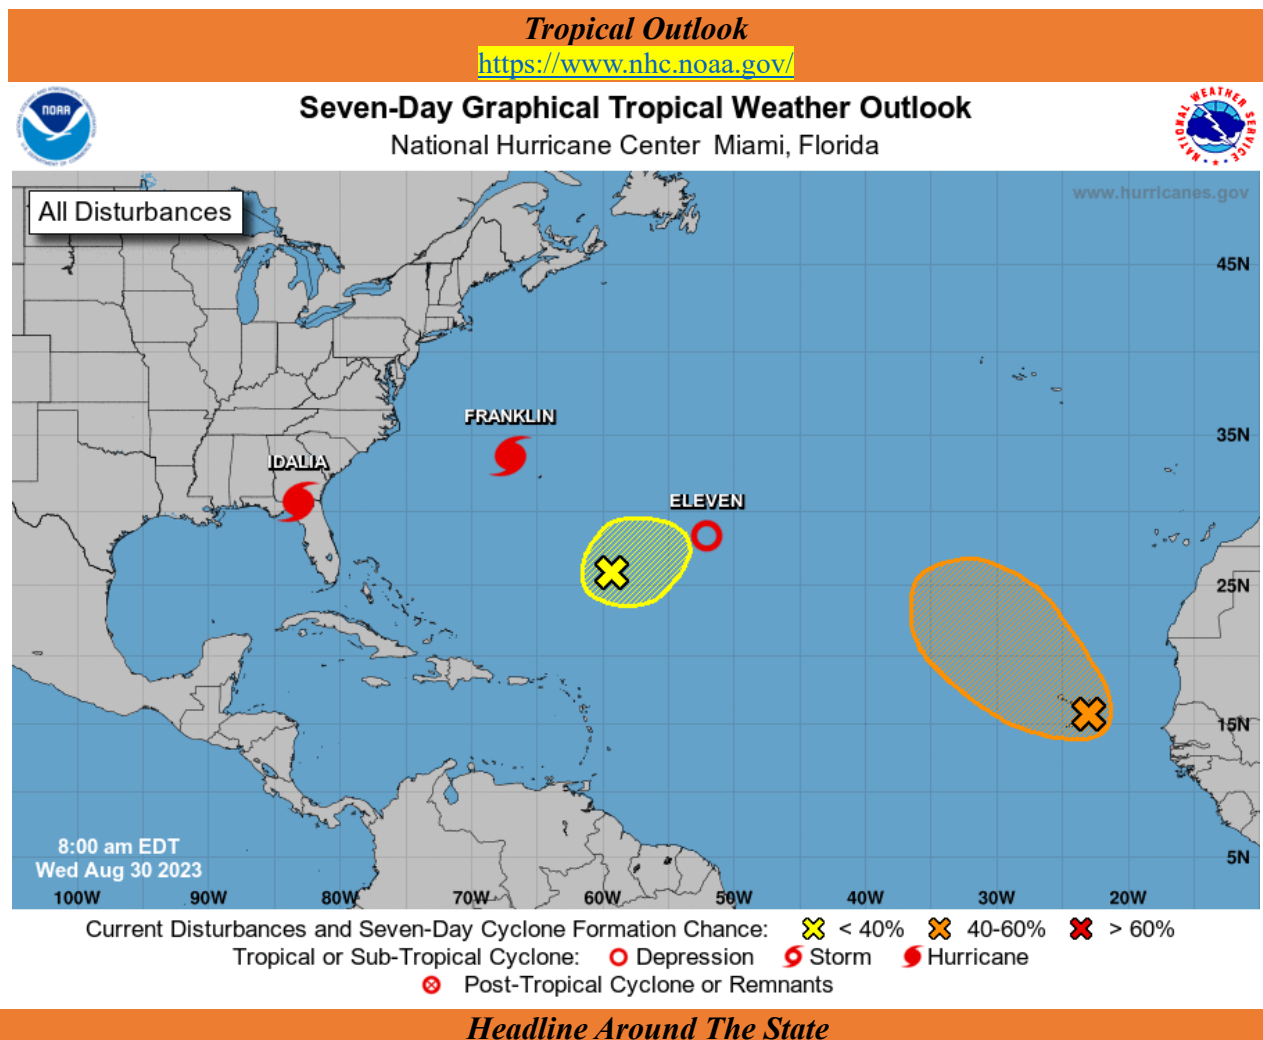 Tropical Outlook
https://www.nhc.noaa.gov/
NOAA
Seven-Day Graphical Tropical Weather Outlook
National Hurricane Center  Miami, Florida
NATIONAL WEATHER SERVICE
All Disturbances
www.hurricanes.gov
45N
FRANKLIN
35N
IDALIA
ELEVEN
25N
15N
8:00 am EDT
Wed Aug 30 2023
5N
100W 90W 80W 70W 60W 50W 40W 30W 20W
Current Disturbances and Seven-Day Cyclone Formation Chance: < 40% 40-60% > 60%
Tropical or Sub-Tropical Cyclone: Depression Storm Hurricane
Post-Tropical Cyclone or Remnants
Headline Around The State